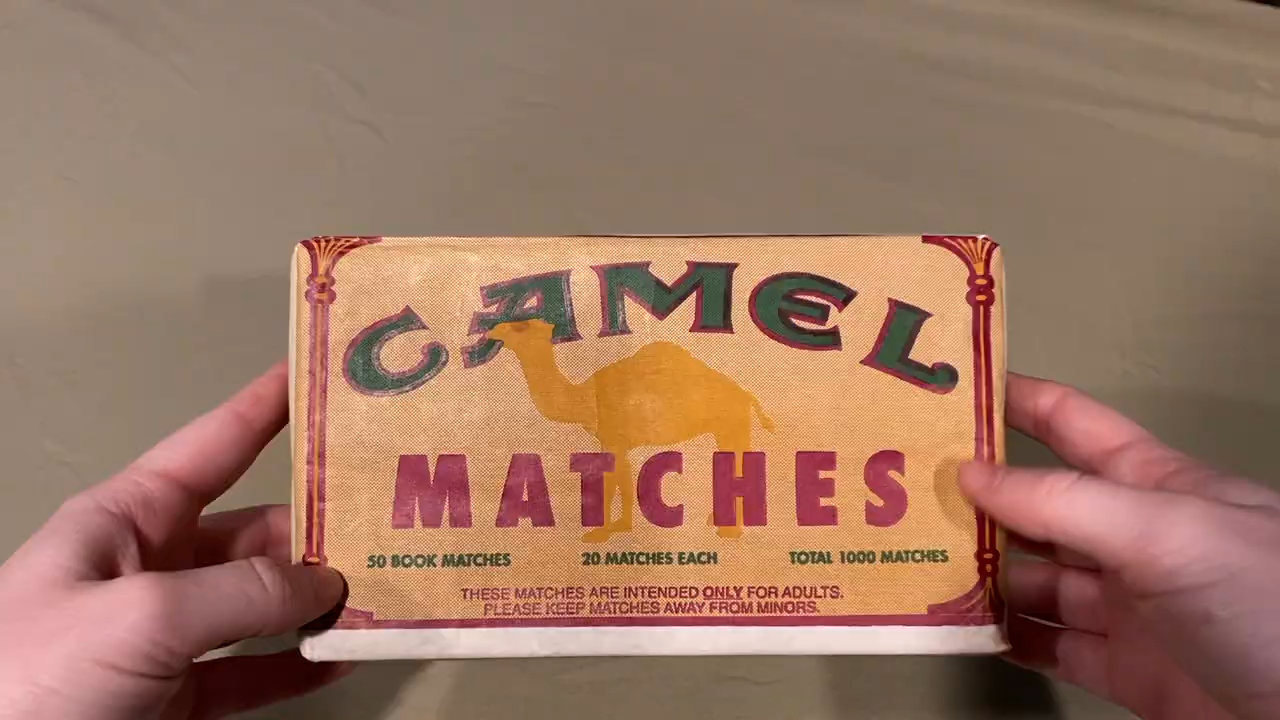 CAMEL
MATCHES
50 BOOK MATCHES 20 MATCHES EACH TOTAL 1000 MATCHES
THESE MATCHES ARE INTENDED ONLY FOR ADULTS.
PLEASE KEEP MATCHES AWAY FROM MINORS.